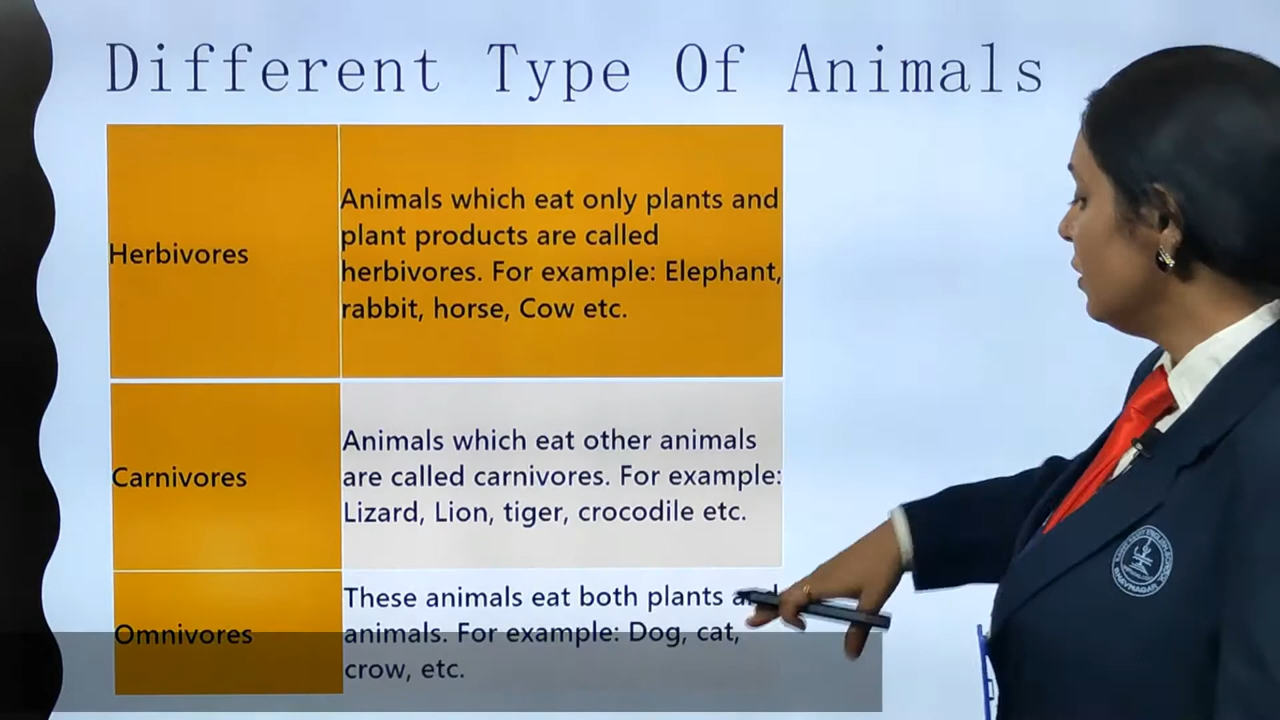 Different Type Of Animals
Herbivores
Animals which eat only plants and
plant products are called
herbivores. For example: Elephant,
rabbit, horse, Cow etc.
Carnivores
Animals which eat other animals
are called carnivores. For example:
Lizard, Lion, tiger, crocodile etc.
Omnivores
These animals eat both plants
animals. For example: Dog, cat,
crow, etc.
BHAVNAGAR